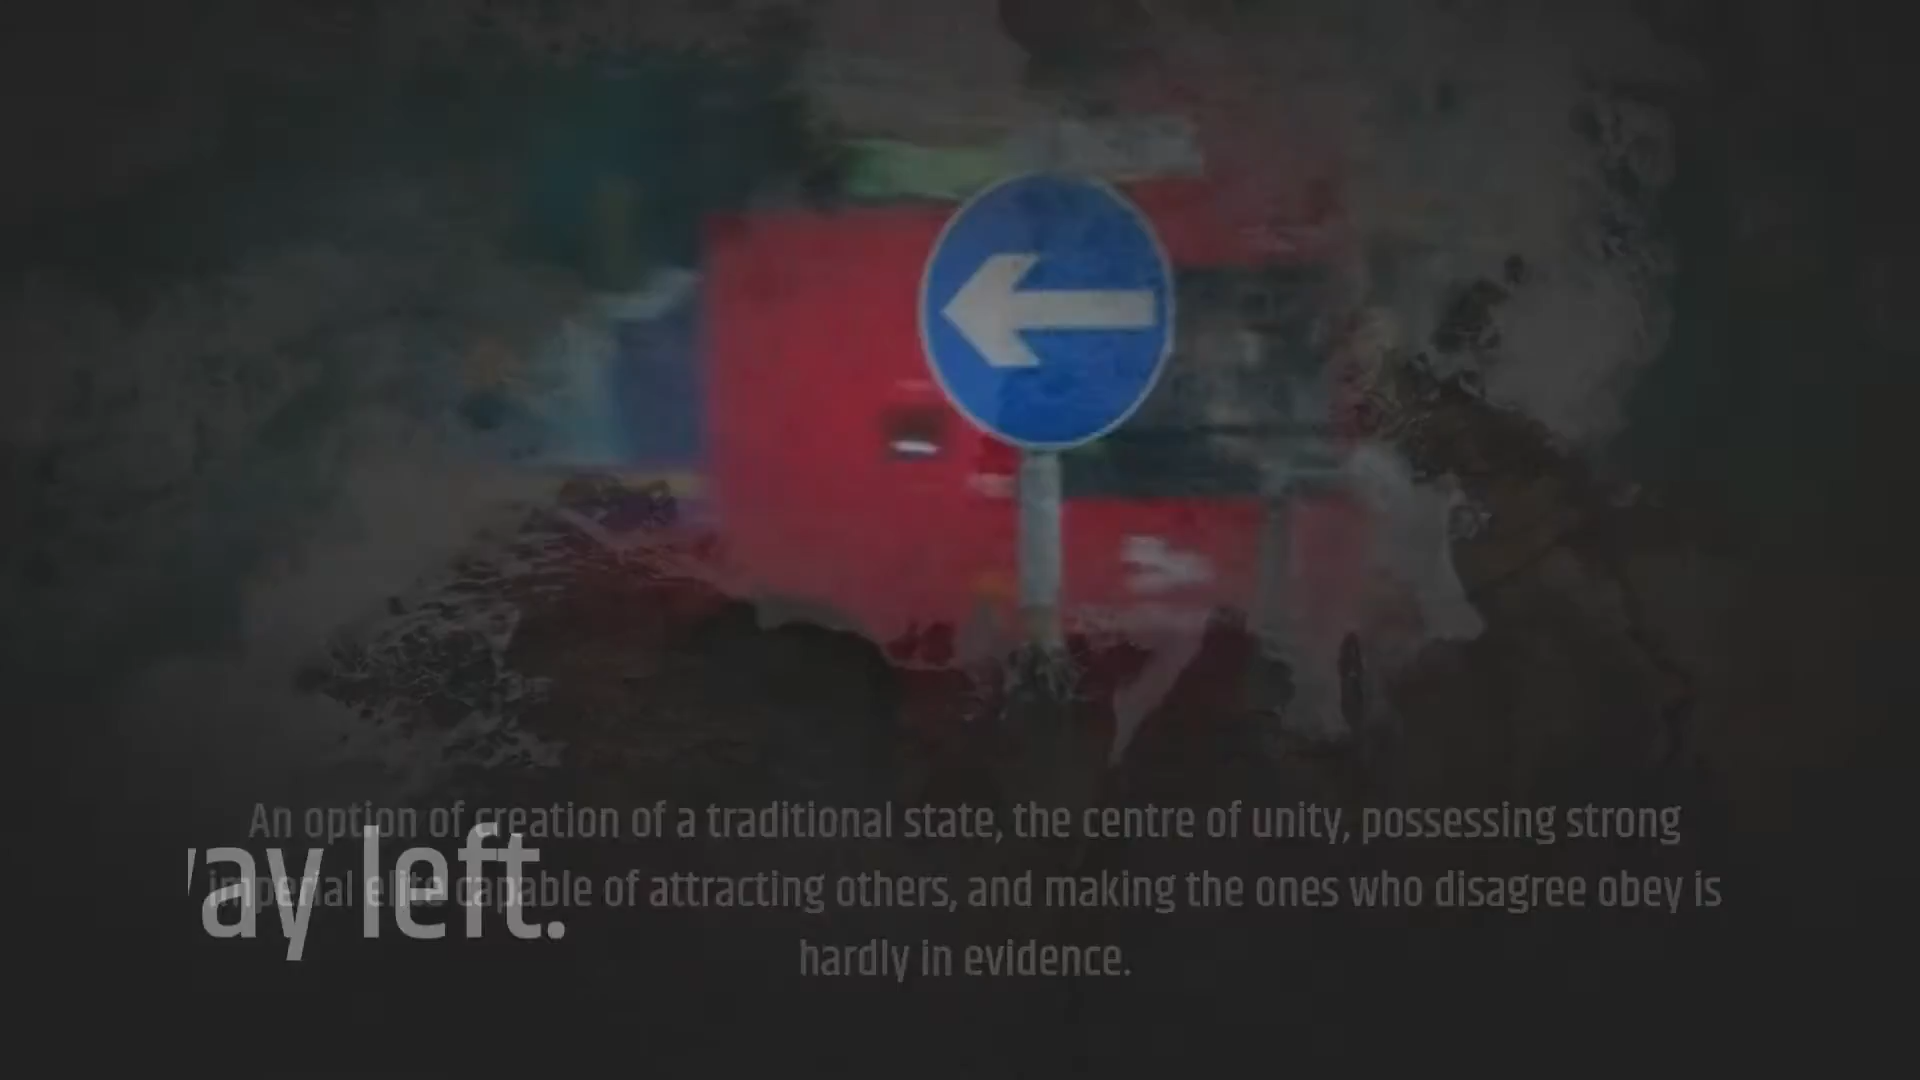 An option of creation of a traditional state, the centre of unity, possessing strong
imperial elite capable of attracting others, and making the ones who disagree obey is
hardly in evidence.
left.